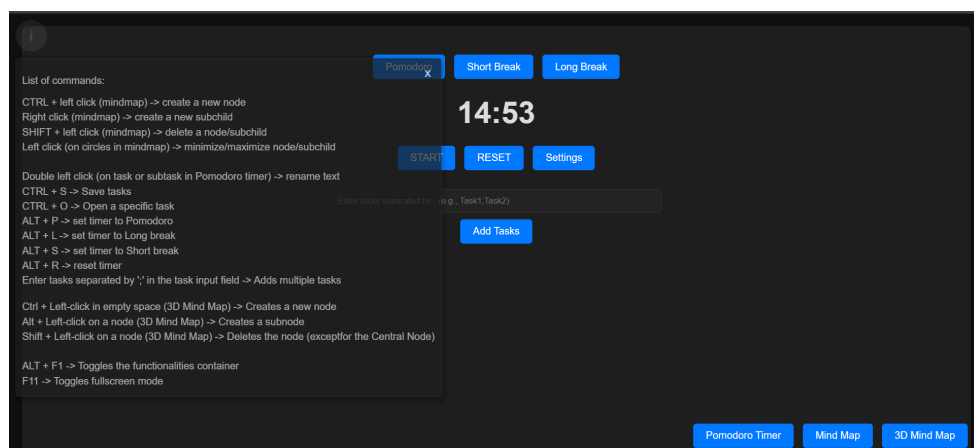 i
Pomodoro
Short Break
Long Break
x
List of commands:
CTRL + left click (mindmap) -> create a new node
Right click (mindmap) -> create a new subchild
SHIFT + left click (mindmap) -> delete a node/subchild
Left click (on circles in mindmap) -> minimize/maximize node/subchild
Double left click (on task or subtask in Pomodoro timer) -> rename text
CTRL + S -> Save tasks
CTRL + O -> Open a specific task
ALT + P -> set timer to Pomodoro
ALT + L -> set timer to Long break
ALT + S -> set timer to Short break
ALT + R -> reset timer
Enter tasks separated by ';' in the task input field -> Adds multiple tasks
Ctrl + Left-click in empty space (3D Mind Map) -> Creates a new node
Alt + Left-click on a node (3D Mind Map) -> Creates a subnode
Shift + Left-click on a node (3D Mind Map) -> Deletes the node (exceptfor the Central Node)
ALT + F1 -> Toggles the functionalities container
F11 -> Toggles fullscreen mode
14:53
START
RESET
Settings
Enter tasks separated by ; (e.g., Task1;Task2)
Add Tasks
Pomodoro Timer
Mind Map
3D Mind Map